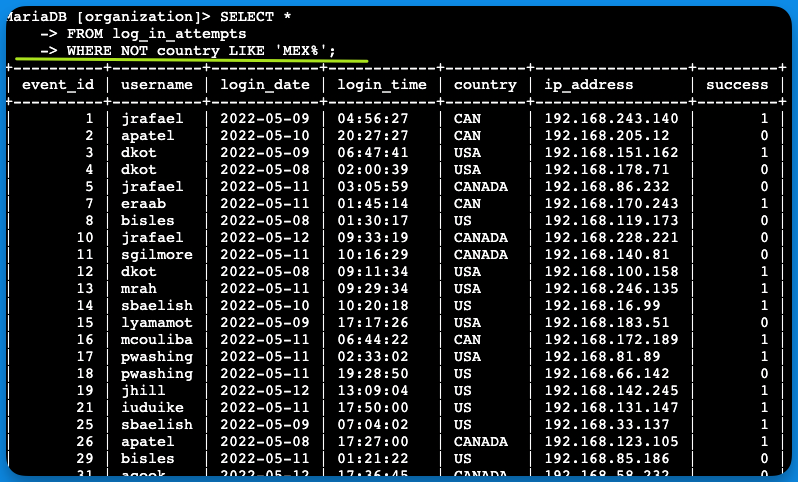 MariaDB [organization]> SELECT *
-> FROM log_in_attempts
-> WHERE NOT country LIKE 'MEX%';
+----------+----------+------------+------------+---------+-----------------+---------+
| event_id | username | login_date | login_time | country | ip_address | success |
+----------+----------+------------+------------+---------+-----------------+---------+
| 1 | jrafael | 2022-05-09 | 04:56:27 | CAN | 192.168.243.140 | 1 |
| 2 | apatel | 2022-05-10 | 20:27:27 | CAN | 192.168.205.12 | 0 |
| 3 | dkot | 2022-05-09 | 06:47:41 | USA | 192.168.151.162 | 1 |
| 4 | dkot | 2022-05-08 | 02:00:39 | USA | 192.168.178.71 | 0 |
| 5 | jrafael | 2022-05-11 | 03:05:59 | CANADA | 192.168.86.232 | 0 |
| 7 | eraab | 2022-05-11 | 01:45:14 | CAN | 192.168.170.243 | 1 |
| 8 | bisles | 2022-05-08 | 01:30:17 | US | 192.168.119.173 | 0 |
| 10 | jrafael | 2022-05-12 | 09:33:19 | CANADA | 192.168.228.221 | 0 |
| 11 | sgilmore | 2022-05-11 | 10:16:29 | CANADA | 192.168.140.81 | 0 |
| 12 | dkot | 2022-05-08 | 09:11:34 | USA | 192.168.100.158 | 1 |
| 13 | mrah | 2022-05-11 | 09:29:34 | USA | 192.168.246.135 | 1 |
| 14 | sbaelish | 2022-05-10 | 10:20:18 | US | 192.168.16.99 | 1 |
| 15 | lyamamot | 2022-05-09 | 17:17:26 | USA | 192.168.183.51 | 0 |
| 16 | mcouliba | 2022-05-11 | 06:44:22 | CAN | 192.168.172.189 | 1 |
| 17 | pwashing | 2022-05-11 | 02:33:02 | USA | 192.168.81.89 | 1 |
| 18 | pwashing | 2022-05-11 | 19:28:50 | US | 192.168.66.142 | 0 |
| 19 | jhill | 2022-05-12 | 13:09:04 | US | 192.168.142.245 | 1 |
| 21 | iuduike | 2022-05-11 | 17:50:00 | US | 192.168.131.147 | 1 |
| 25 | sbaelish | 2022-05-09 | 07:04:02 | US | 192.168.33.137 | 1 |
| 26 | apatel | 2022-05-08 | 17:27:00 | CANADA | 192.168.123.105 | 1 |
| 29 | bisles | 2022-05-11 | 01:21:22 | US | 192.168.85.186 | 0 |
| 31 | acook | 2022-05-12 | 17:36:45 | CANADA | 192.168.58.232 | 0 |